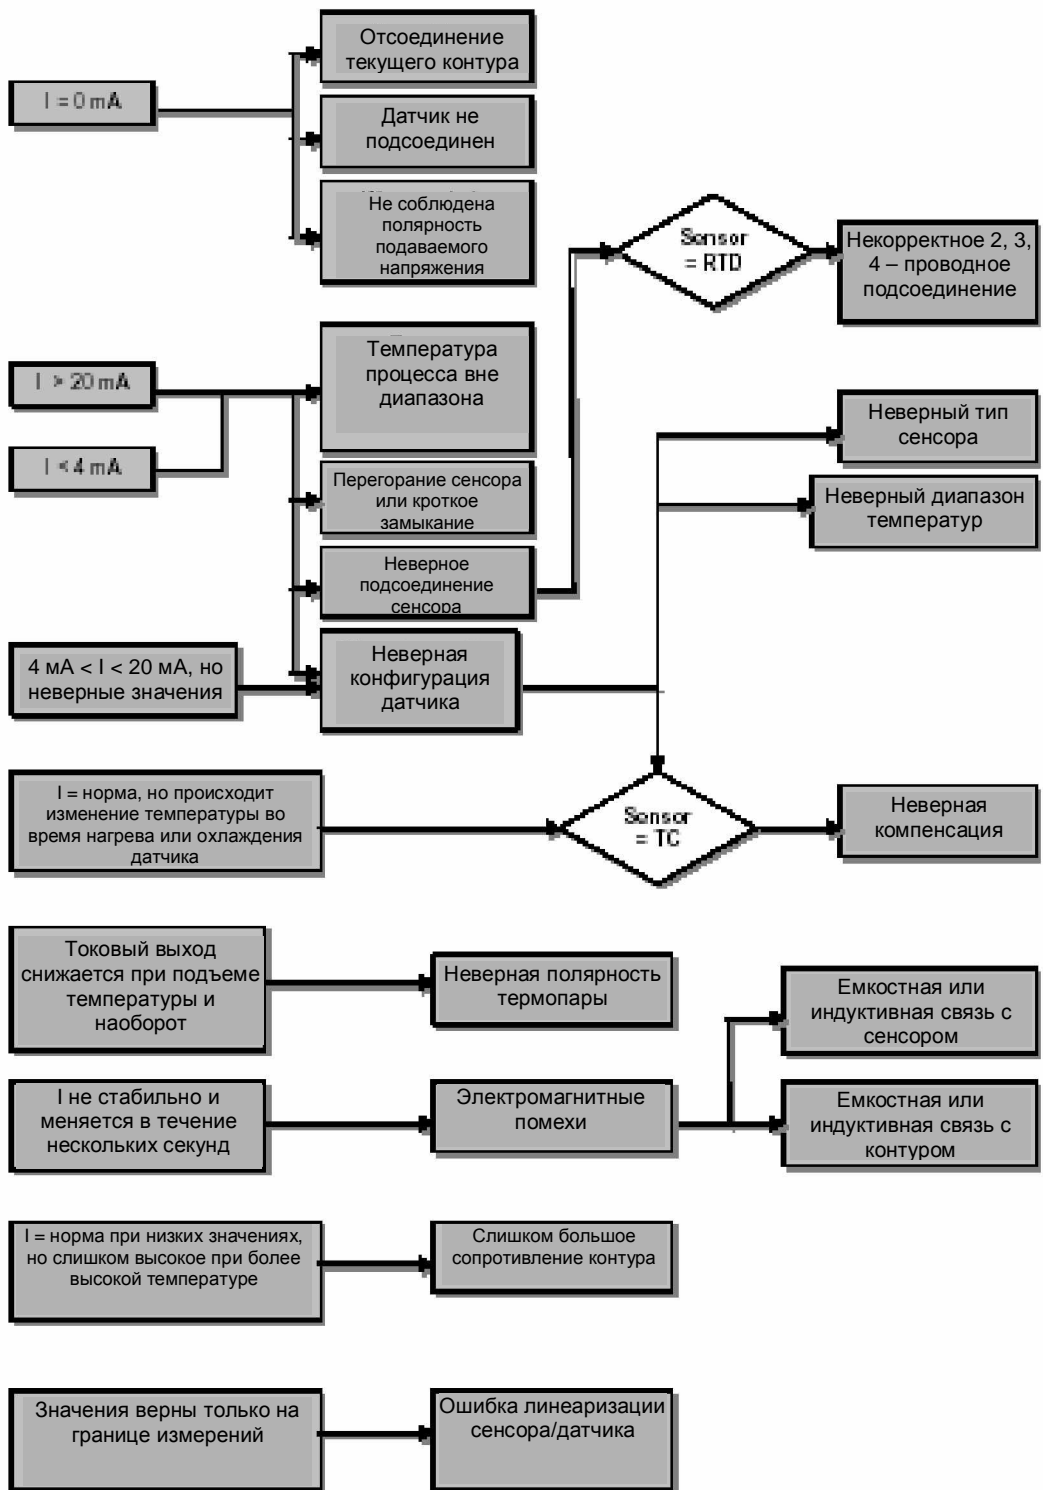 Отсоединение
текущего контура
I = 0 mA
Датчик не
подсоединен
Не соблюдена
полярность
подаваемого
напряжения
Sensor
= RTD
Некорректное 2, 3,
4 – проводное
подсоединение
Температура
процесса вне
диапазона
I > 20 mA
I < 4 mA
Неверный тип
сенсора
Перегорание сенсора
или кроткое
замыкание
Неверный диапазон
температур
Неверное
подсоединение
сенсора
4 мА < I < 20 мА, но
неверные значения
Неверная
конфигурация
датчика
I = норма, но происходит
изменение температуры во
время нагрева или охлаждения
датчика
Sensor
= TC
Неверная
компенсация
Токовый выход
снижается при подъеме
температуры и
наоборот
Неверная полярность
термопары
Емкостная или
индуктивная связь с
сенсором
I не стабильно и
меняется в течение
нескольких секунд
Электромагнитные
помехи
Емкостная или
индуктивная связь с
контуром
I = норма при низких значениях,
но слишком высокое при более
высокой температуре
Слишком большое
сопротивление контура
Значения верны только на
границе измерений
Ошибка линеаризации
сенсора/датчика